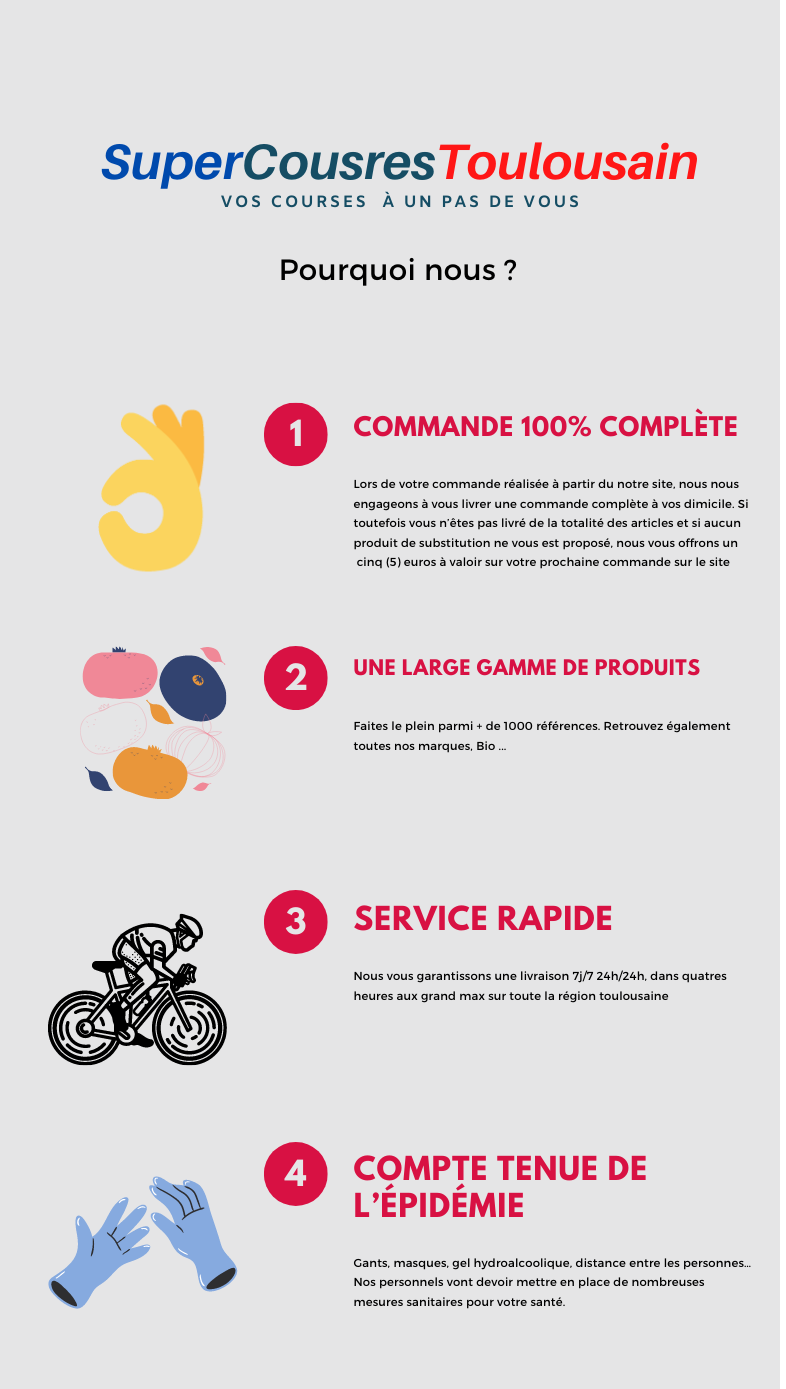 SuperCousresToulousain
VOS COURSES À UN PAS DE VOUS
Pourquoi nous ?
1
COMMANDE 100% COMPLÈTE
Lors de votre commande réalisée à partir du notre site, nous nous
engageons à vous livrer une commande complète à vos dimicile. Si
toutefois vous n'êtes pas livré de la totalité des articles et si aucun
produit de substitution ne vous est proposé, nous vous offrons un
cinq (5) euros à valoir sur votre prochaine commande sur le site
2
UNE LARGE GAMME DE PRODUITS
Faites le plein parmi + de 1000 références. Retrouvez également
toutes nos marques, Bio ...
3
SERVICE RAPIDE
Nous vous garantissons une livraison 7j/7 24h/24h, dans quatres
heures aux grand max sur toute la région toulousaine
4
COMPTE TENUE DE
L'ÉPIDÉMIE
Gants, masques, gel hydroalcoolique, distance entre les personnes...
Nos personnels vont devoir mettre en place de nombreuses
mesures sanitaires pour votre santé.